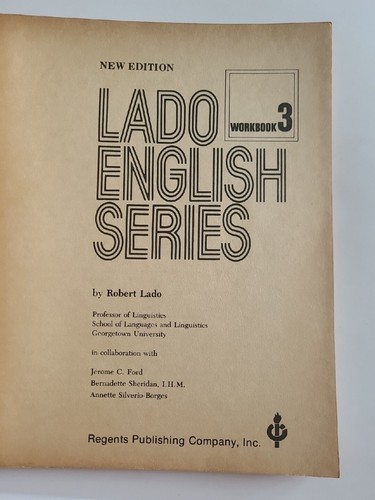 NEW EDITION
WORKBOOK 3
LADO
ENGLISH
SERIES
by Robert Lado
Professor of Linguistics
School of Languages and Linguistics
Georgetown University
in collaboration with
Jerome C. Ford
Bernadette Sheridan, I.H.M.
Annette Silverio-Borges
Regents Publishing Company, Inc.